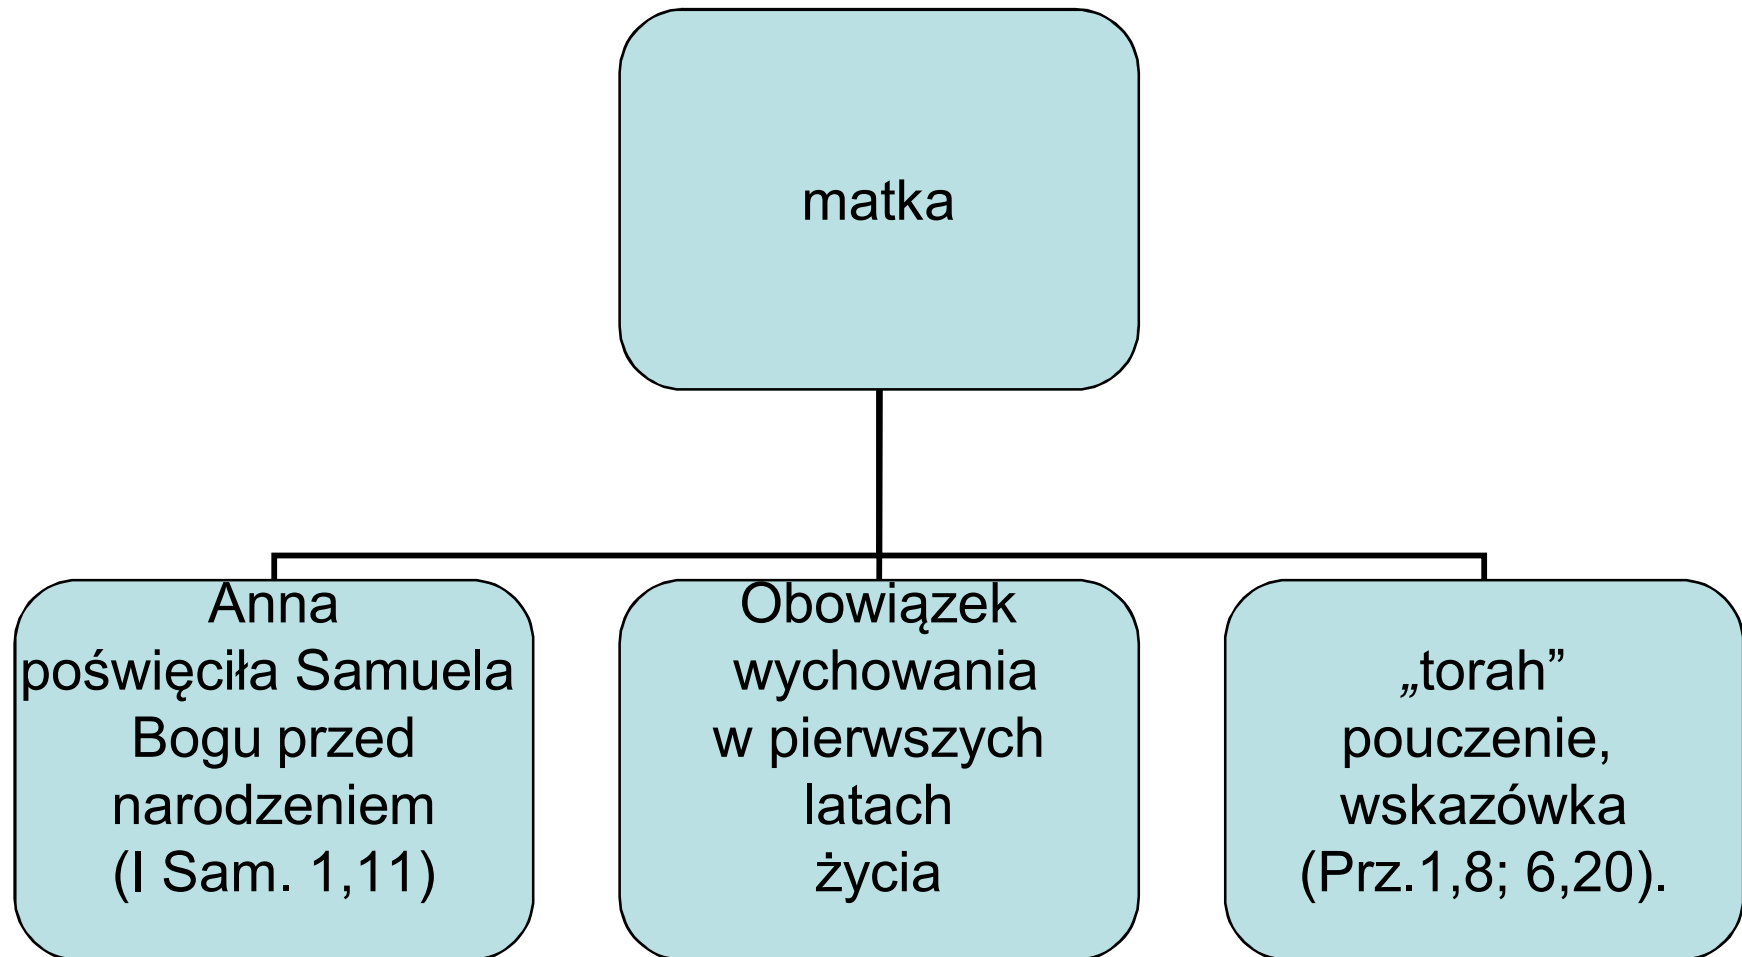 matka
Anna
poświęciła Samuela
Bogu przed
narodzeniem
(I Sam. 1,11)
Obowiązek
wychowania
w pierwszych
latach
życia
„torah”
pouczenie,
wskazówka
(Prz.1,8; 6,20).